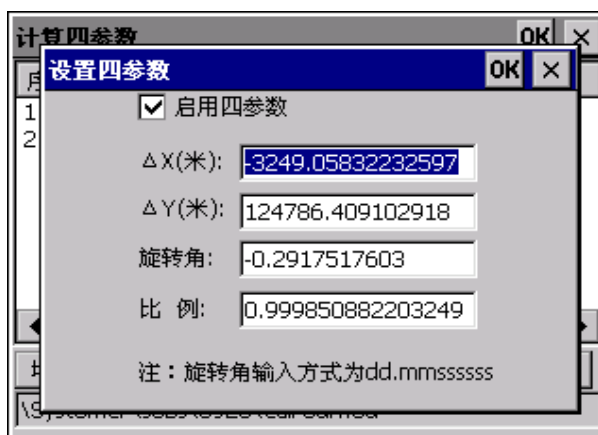 计算四参数 OK ×
设置四参数 OK ×
1
2
启用四参数
ΔX(米): -3249.05832232597
ΔY(米): 124786.409102918
旋转角: -0.2917517603
比 例: 0.999850882203249
注：旋转角输入方式为dd.mmssssss